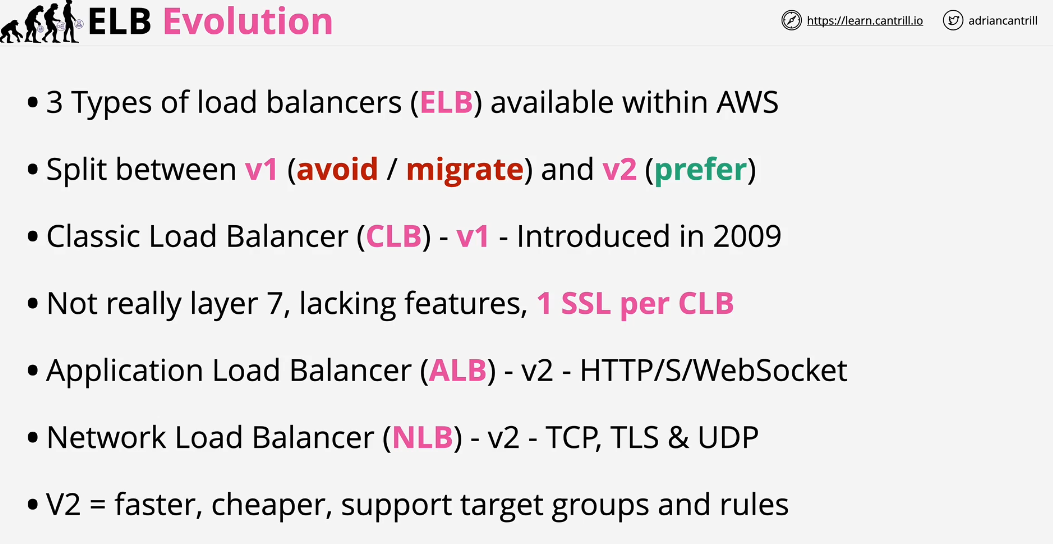 ELB Evolution
https://learn.cantrill.io
adriancantrill
• 3 Types of load balancers (ELB) available within AWS
• Split between v1 (avoid / migrate) and v2 (prefer)
• Classic Load Balancer (CLB) - v1 - Introduced in 2009
• Not really layer 7, lacking features, 1 SSL per CLB
• Application Load Balancer (ALB) - v2 - HTTP/S/WebSocket
• Network Load Balancer (NLB) - v2 - TCP, TLS & UDP
• V2 = faster, cheaper, support target groups and rules